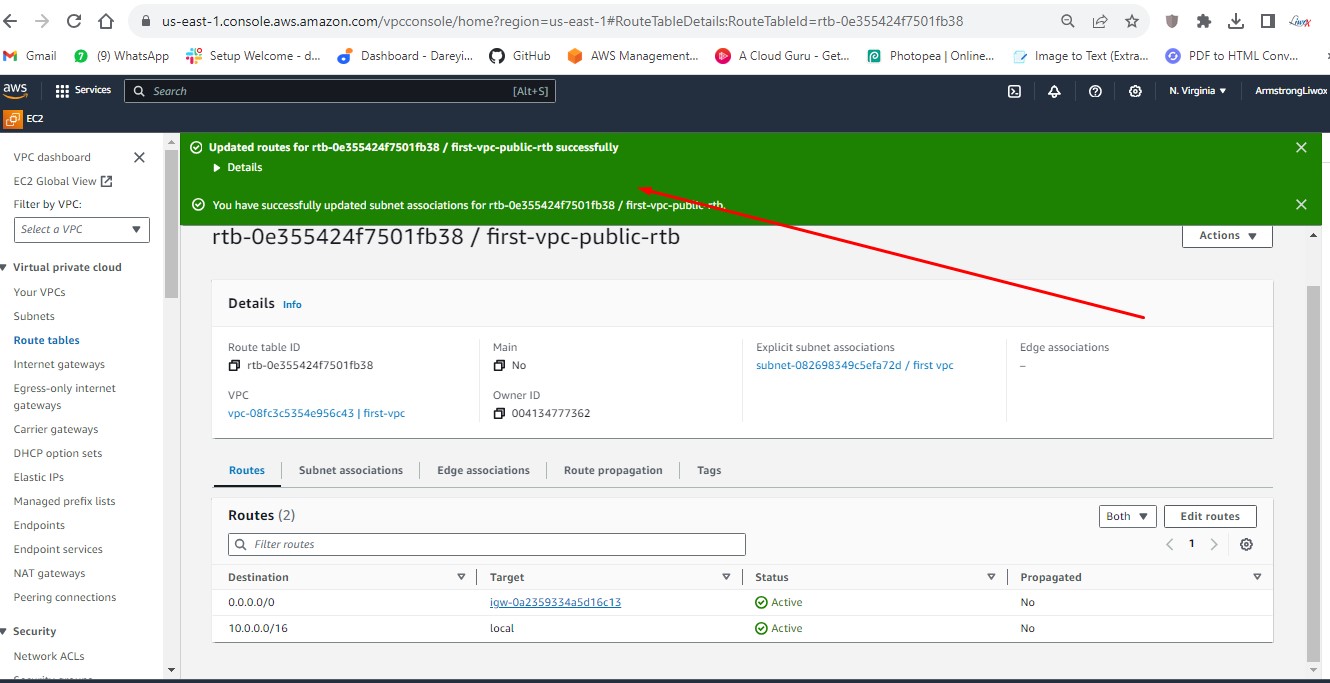 us-east-1.console.aws.amazon.com/vpcconsole/home?region=us-east-1#RouteTableDetails:RouteTableId=rtb-0e355424f7501fb38
Gmail
(9) WhatsApp
Setup Welcome - d...
Dashboard - Dareyi...
GitHub
AWS Management...
A Cloud Guru - Get...
Photopea | Online...
Image to Text (Extra...
PDF to HTML Conv...
aws
Services
Search
[Alt+S]
N. Virginia
ArmstrongLiwox
EC2
VPC dashboard
EC2 Global View
Filter by VPC:
Select a VPC
Virtual private cloud
Your VPCs
Subnets
Route tables
Internet gateways
Egress-only internet
gateways
Carrier gateways
DHCP option sets
Elastic IPs
Managed prefix lists
Endpoints
Endpoint services
NAT gateways
Peering connections
Security
Network ACLs
Updated routes for rtb-0e355424f7501fb38 / first-vpc-public-rtb successfully
Details
You have successfully updated subnet associations for rtb-0e355424f7501fb38 / first-vpc-public-rtb.
rtb-0e355424f7501fb38 / first-vpc-public-rtb
Actions
Details Info
Route table ID
rtb-0e355424f7501fb38
Main
No
Explicit subnet associations
subnet-082698349c5efa72d / first vpc
Edge associations
–
VPC
vpc-08fc3c5354e956c43 | first-vpc
Owner ID
004134777362
Routes
Subnet associations
Edge associations
Route propagation
Tags
Routes (2)
Both
Edit routes
Filter routes
1
Destination
Target
Status
Propagated
0.0.0.0/0
igw-0a2359334a5d16c13
Active
No
10.0.0.0/16
local
Active
No